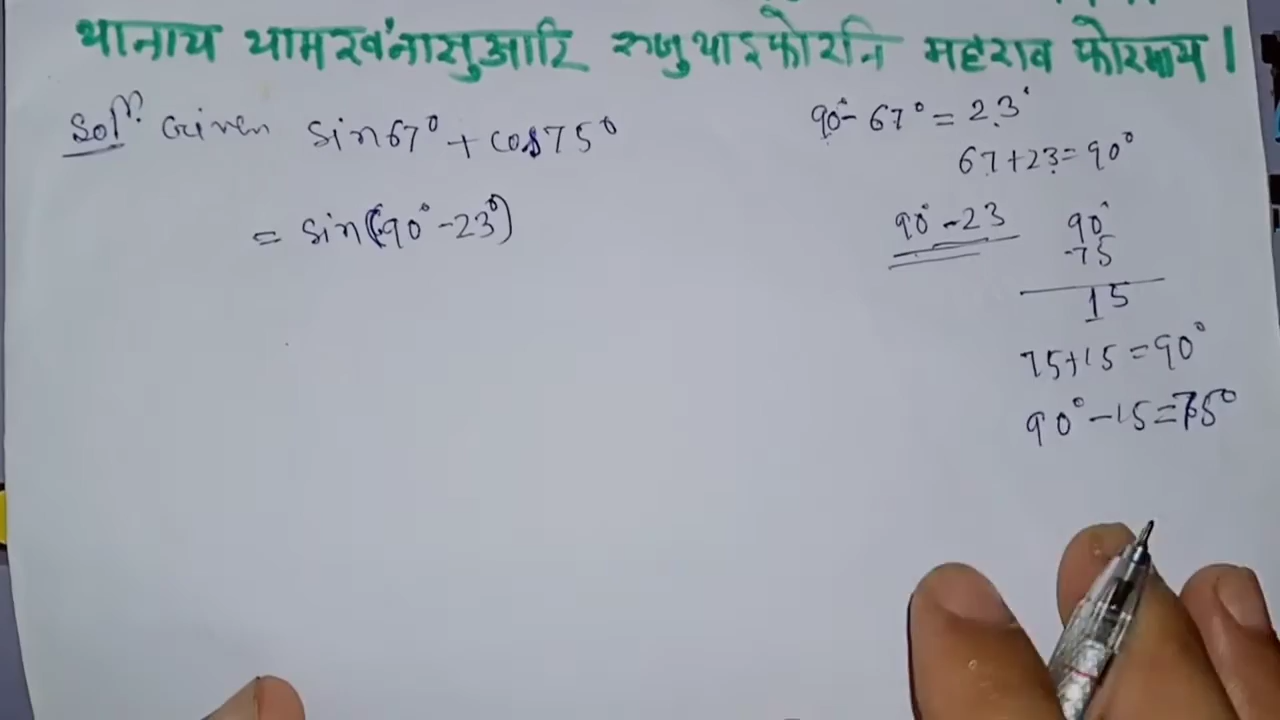 थानाय थामखंनासुआरि रुजुथाइफोरनि महराव फोरमाय।
Solⁿ. Given sin67° + cos75°
= sin(90° - 23°)
90° - 67° = 23°
67 + 23 = 90°
90° - 23
90°
-75
15
75 + 15 = 90°
90° - 15 = 75°